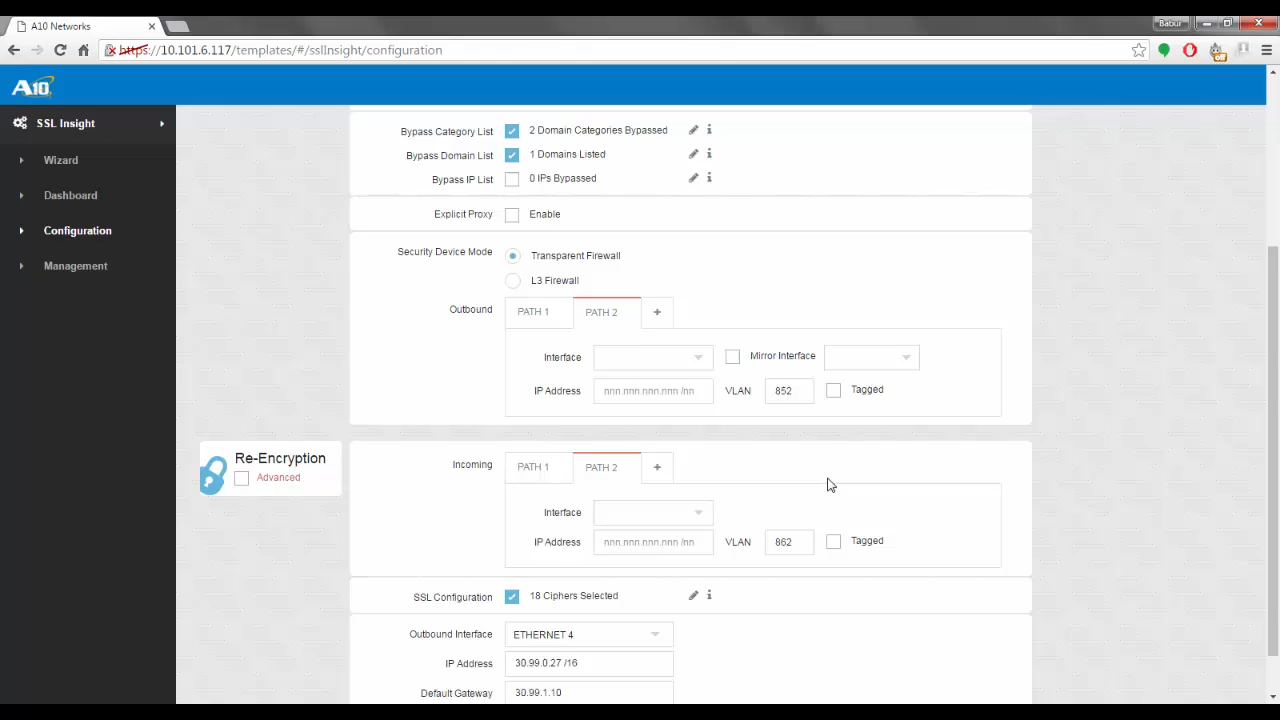 A10 Networks
Babur
https://10.101.6.117/templates/#/sslInsight/configuration
off
A10
SSL Insight
Wizard
Dashboard
Configuration
Management
Bypass Category List 2 Domain Categories Bypassed
Bypass Domain List 1 Domains Listed
Bypass IP List 0 IPs Bypassed
Explicit Proxy Enable
Security Device Mode Transparent Firewall
L3 Firewall
Outbound PATH 1 PATH 2 +
Interface Mirror Interface
IP Address nnn.nnn.nnn.nnn /nn VLAN 852 Tagged
Re-Encryption
Advanced
Incoming PATH 1 PATH 2 +
Interface
IP Address nnn.nnn.nnn.nnn /nn VLAN 862 Tagged
SSL Configuration 18 Ciphers Selected
Outbound Interface ETHERNET 4
IP Address 30.99.0.27 /16
Default Gateway 30.99.1.10